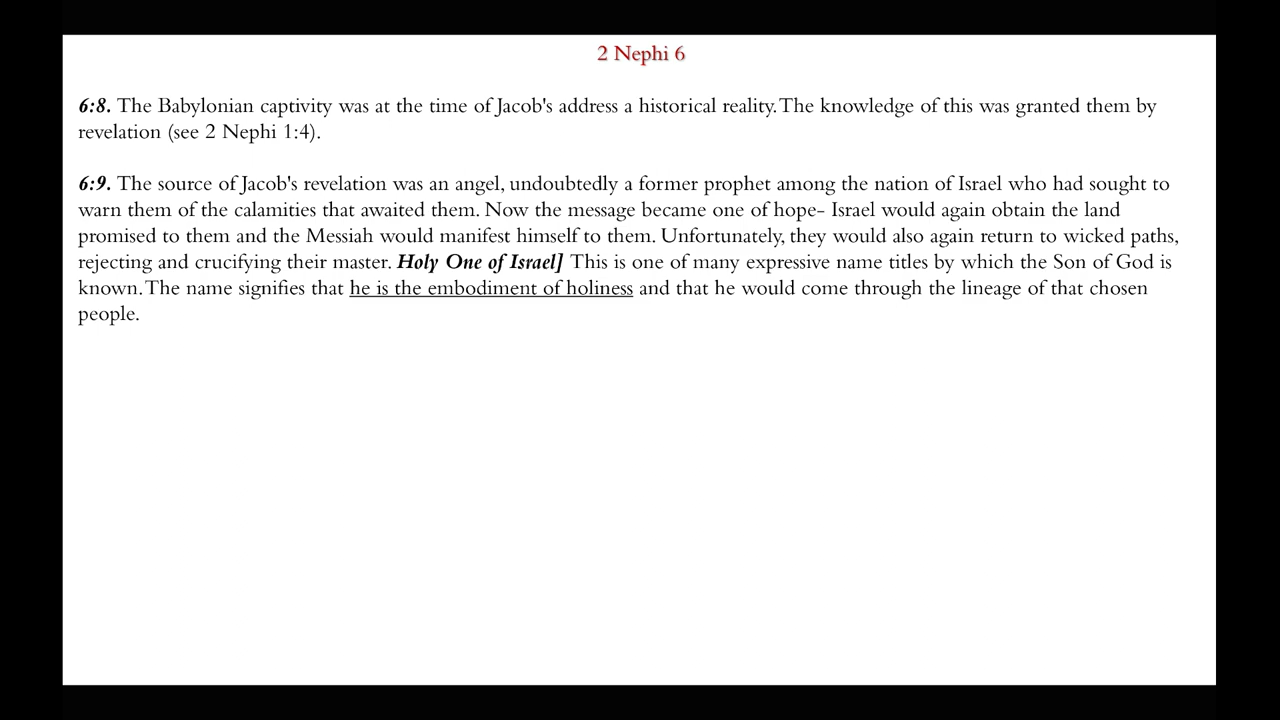 2 Nephi 6
6:8. The Babylonian captivity was at the time of Jacob's address a historical reality. The knowledge of this was granted them by
revelation (see 2 Nephi 1:4).
6:9. The source of Jacob's revelation was an angel, undoubtedly a former prophet among the nation of Israel who had sought to
warn them of the calamities that awaited them. Now the message became one of hope- Israel would again obtain the land
promised to them and the Messiah would manifest himself to them. Unfortunately, they would also again return to wicked paths,
rejecting and crucifying their master. Holy One of Israel] This is one of many expressive name titles by which the Son of God is
known. The name signifies that he is the embodiment of holiness and that he would come through the lineage of that chosen
people.